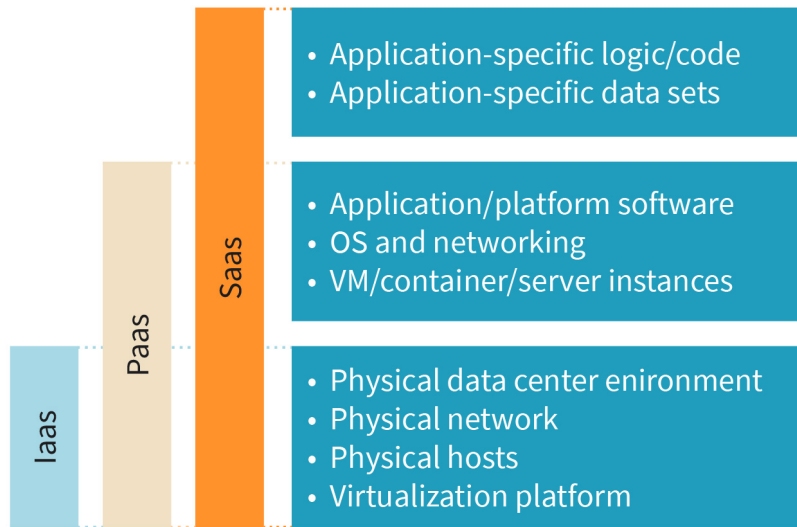 • Application-specific logic/code
• Application-specific data sets
• Application/platform software
• OS and networking
• VM/container/server instances
• Physical data center enironment
• Physical network
• Physical hosts
• Virtualization platform
Iaas
Paas
Saas